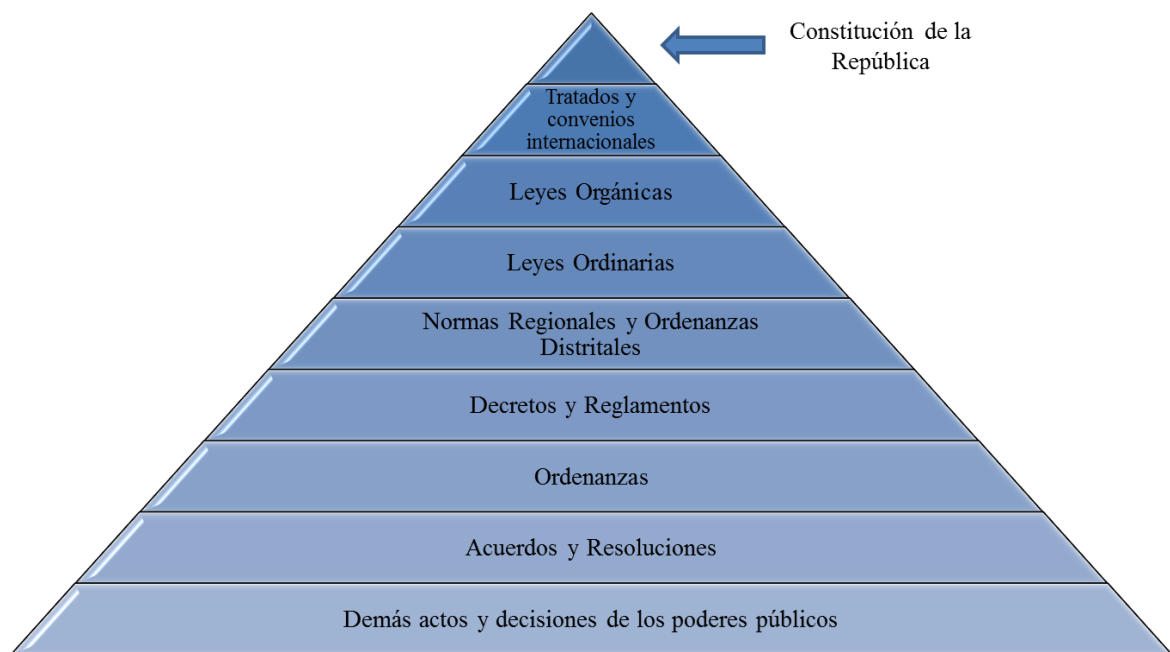 Constitución de la
República
Tratados y
convenios
internacionales
Leyes Orgánicas
Leyes Ordinarias
Normas Regionales y Ordenanzas
Distritales
Decretos y Reglamentos
Ordenanzas
Acuerdos y Resoluciones
Demás actos y decisiones de los poderes públicos